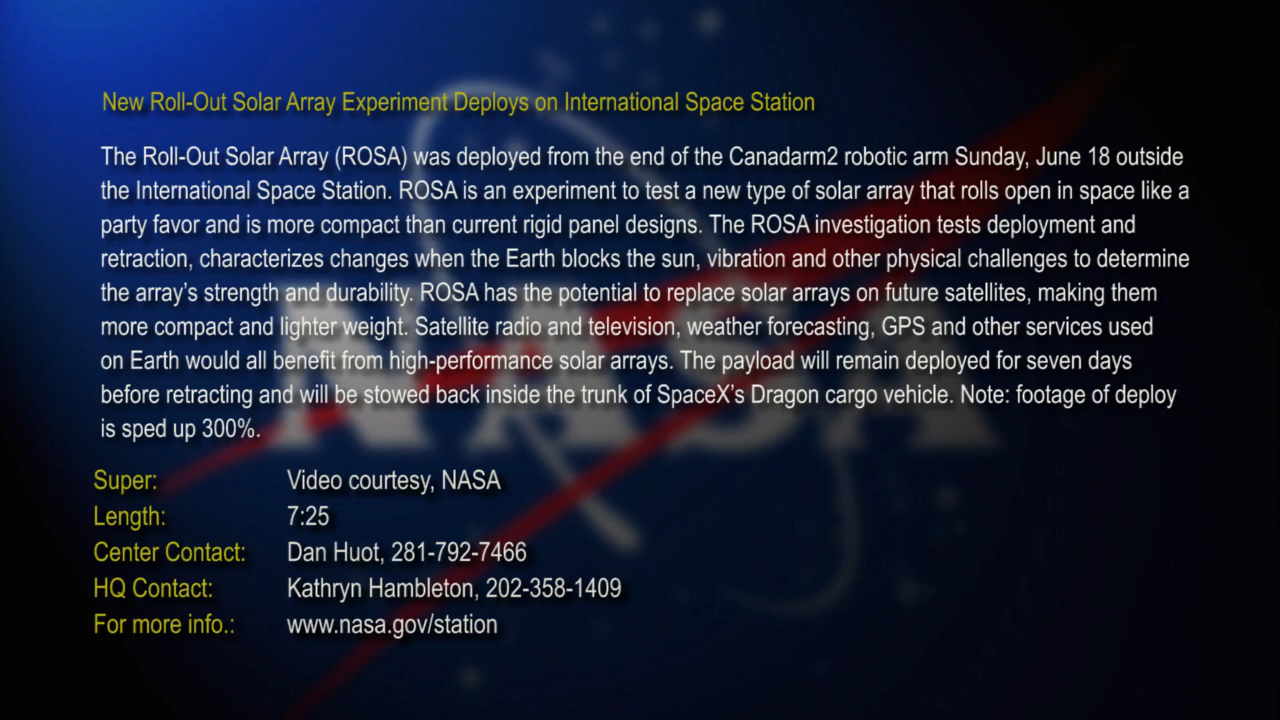 New Roll-Out Solar Array Experiment Deploys on International Space Station
The Roll-Out Solar Array (ROSA) was deployed from the end of the Canadarm2 robotic arm Sunday, June 18 outside
the International Space Station. ROSA is an experiment to test a new type of solar array that rolls open in space like a
party favor and is more compact than current rigid panel designs. The ROSA investigation tests deployment and
retraction, characterizes changes when the Earth blocks the sun, vibration and other physical challenges to determine
the array's strength and durability. ROSA has the potential to replace solar arrays on future satellites, making them
more compact and lighter weight. Satellite radio and television, weather forecasting, GPS and other services used
on Earth would all benefit from high-performance solar arrays. The payload will remain deployed for seven days
before retracting and will be stowed back inside the trunk of SpaceX's Dragon cargo vehicle. Note: footage of deploy
is sped up 300%.
NASA
Super: Video courtesy, NASA
Length: 7:25
Center Contact: Dan Huot, 281-792-7466
HQ Contact: Kathryn Hambleton, 202-358-1409
For more info.: www.nasa.gov/station